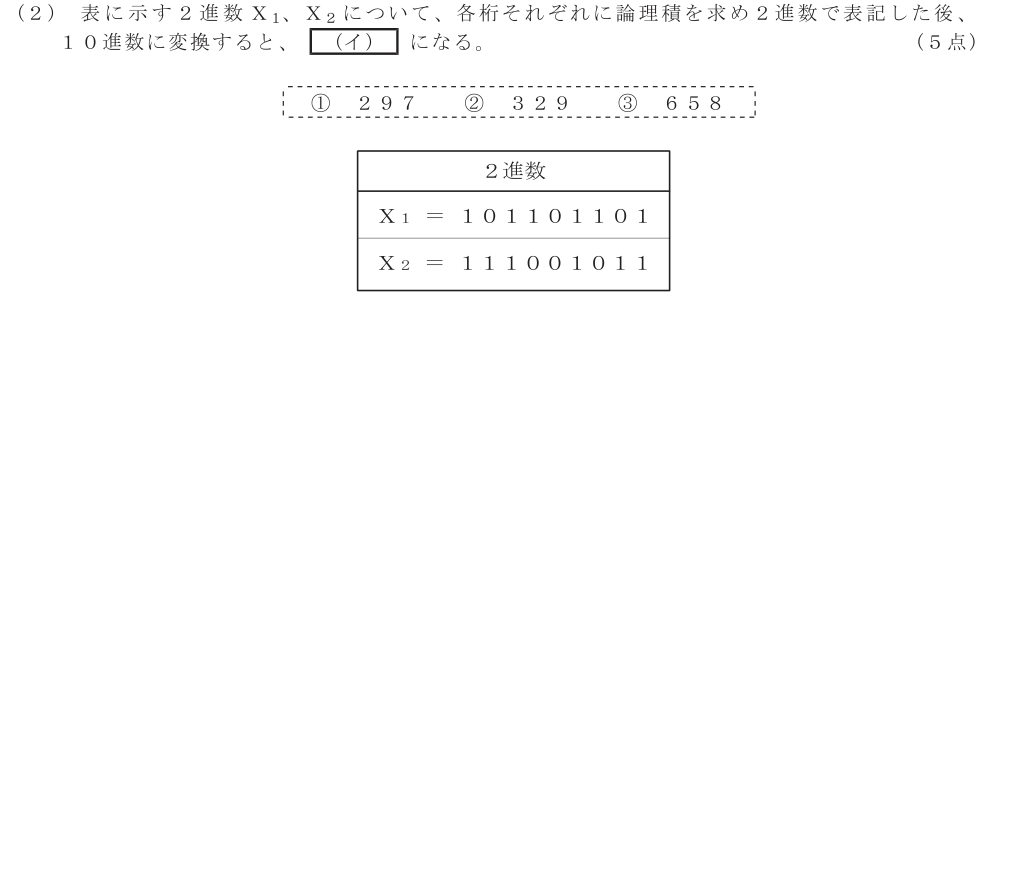 （２） 表に示す２進数Ｘ₁、Ｘ₂について、各桁それぞれに論理積を求め２進数で表記した後、
１０進数に変換すると、 （イ） になる。 （５点）
① ２９７ ② ３２９ ③ ６５８
２進数
Ｘ₁ ＝ １０１１０１１０１
Ｘ₂ ＝ １１１００１０１１